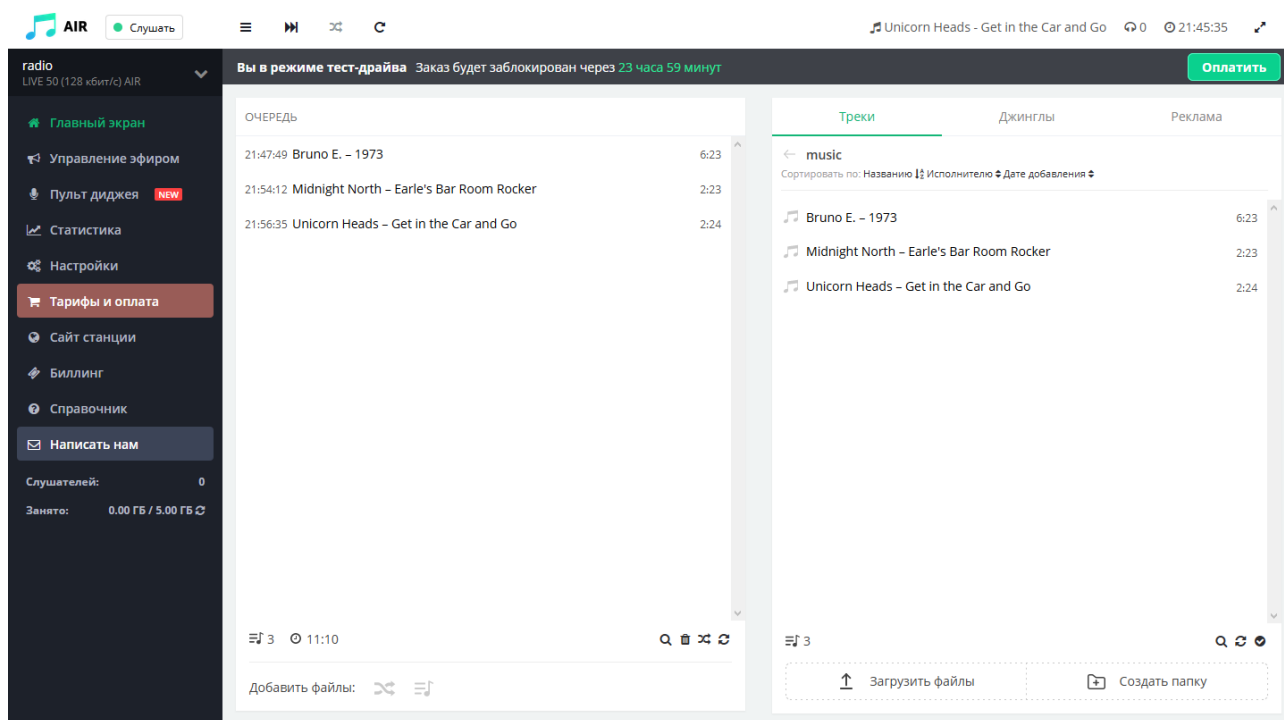 AIR
Слушать
Unicorn Heads - Get in the Car and Go
0
21:45:35
radio
LIVE 50 (128 кбит/с) AIR
Вы в режиме тест-драйва Заказ будет заблокирован через 23 часа 59 минут
Оплатить
Главный экран
Управление эфиром
Пульт диджея NEW
Статистика
Настройки
Тарифы и оплата
Сайт станции
Биллинг
Справочник
Написать нам
Слушателей: 0
Занято: 0.00 ГБ / 5.00 ГБ
ОЧЕРЕДЬ
21:47:49 Bruno E. – 1973 6:23
21:54:12 Midnight North – Earle's Bar Room Rocker 2:23
21:56:35 Unicorn Heads – Get in the Car and Go 2:24
3 11:10
Добавить файлы:
Треки Джинглы Реклама
music
Сортировать по: Названию Исполнителю Дате добавления
Bruno E. – 1973 6:23
Midnight North – Earle's Bar Room Rocker 2:23
Unicorn Heads – Get in the Car and Go 2:24
3
Загрузить файлы Создать папку